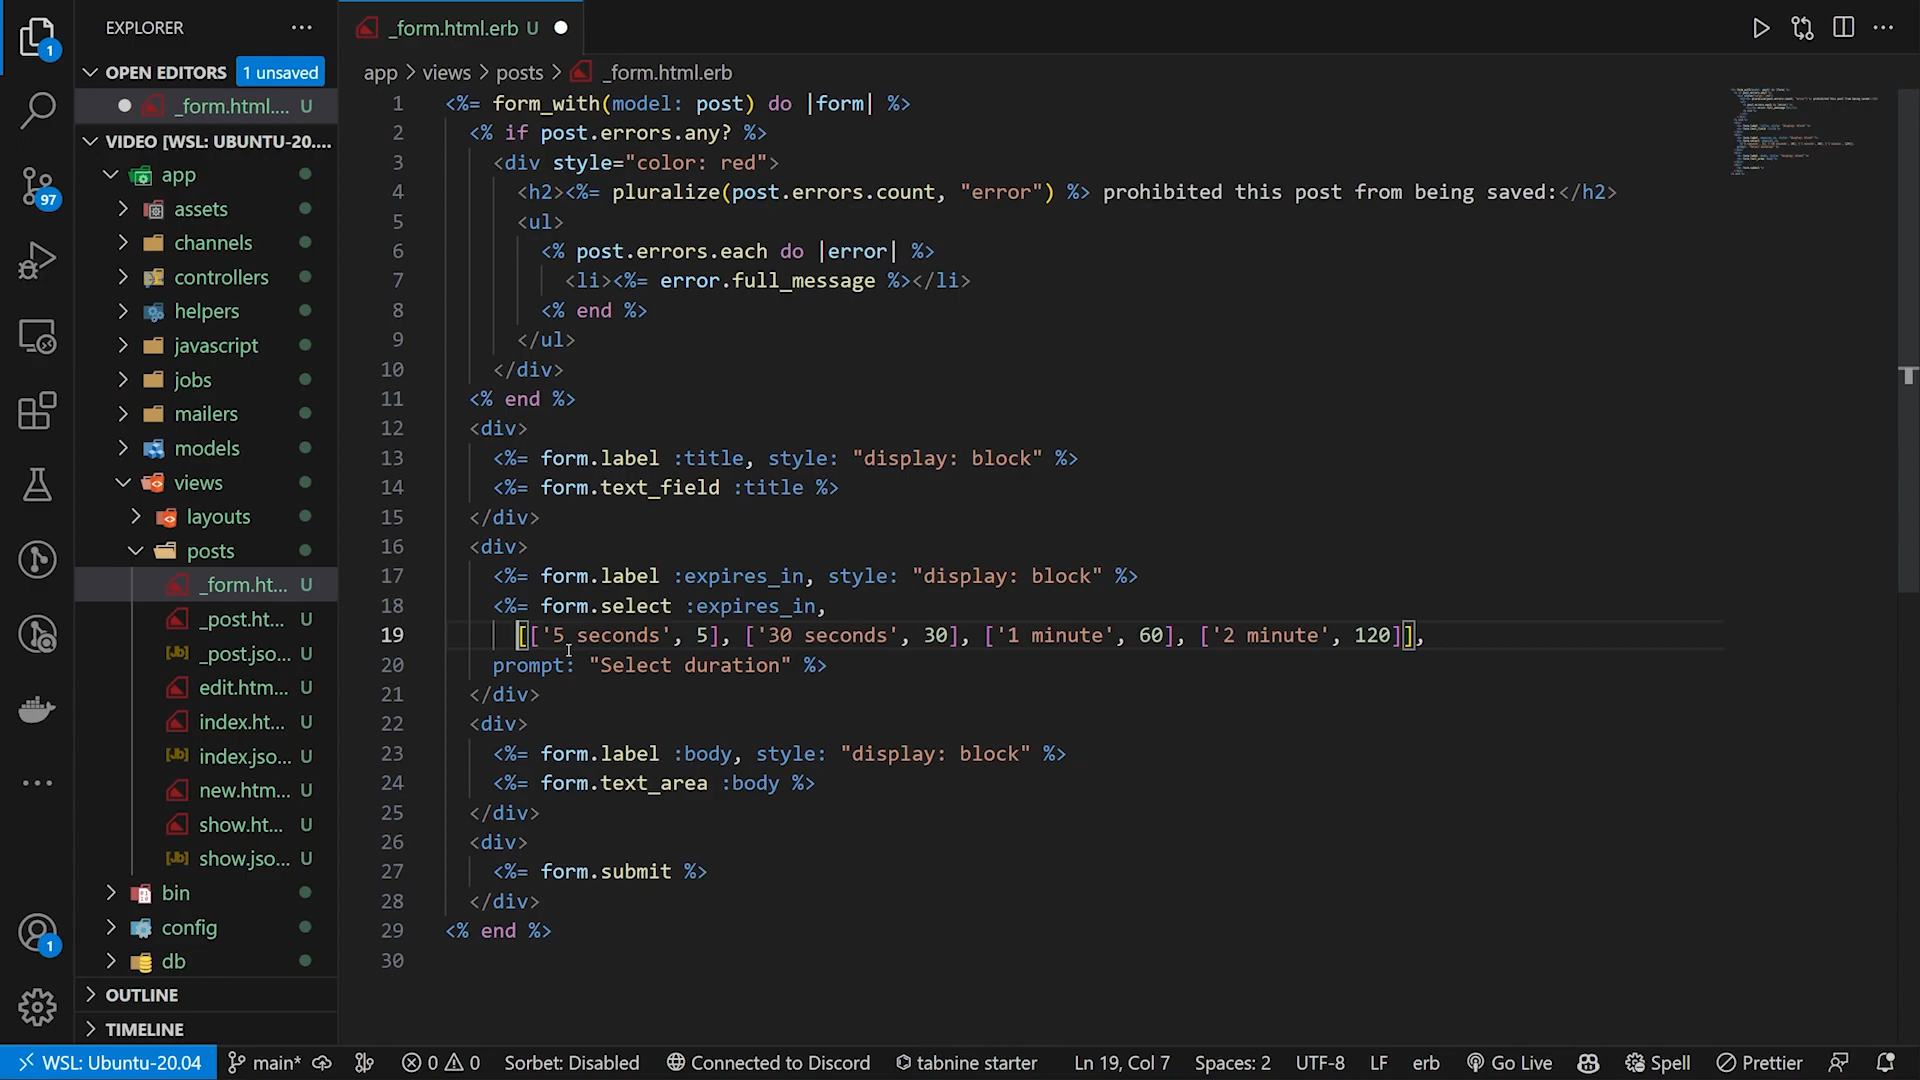 EXPLORER
OPEN EDITORS 1 unsaved
_form.html.... U
VIDEO [WSL: UBUNTU-20....
app
assets
channels
controllers
helpers
javascript
jobs
mailers
models
views
layouts
posts
_form.ht... U
_post.ht... U
_post.jso... U
edit.htm... U
index.ht... U
index.jso... U
new.htm... U
show.ht... U
show.jso... U
bin
config
db
OUTLINE
TIMELINE
1
97
1
_form.html.erb U
app > views > posts > _form.html.erb
1 <%= form_with(model: post) do |form| %>
2 <% if post.errors.any? %>
3 <div style="color: red">
4 <h2><%= pluralize(post.errors.count, "error") %> prohibited this post from being saved:</h2>
5 <ul>
6 <% post.errors.each do |error| %>
7 <li><%= error.full_message %></li>
8 <% end %>
9 </ul>
10 </div>
11 <% end %>
12 <div>
13 <%= form.label :title, style: "display: block" %>
14 <%= form.text_field :title %>
15 </div>
16 <div>
17 <%= form.label :expires_in, style: "display: block" %>
18 <%= form.select :expires_in,
19 [['5 seconds', 5], ['30 seconds', 30], ['1 minute', 60], ['2 minute', 120]],
20 prompt: "Select duration" %>
21 </div>
22 <div>
23 <%= form.label :body, style: "display: block" %>
24 <%= form.text_area :body %>
25 </div>
26 <div>
27 <%= form.submit %>
28 </div>
29 <% end %>
30
WSL: Ubuntu-20.04 main* 0 0 Sorbet: Disabled Connected to Discord tabnine starter Ln 19, Col 7 Spaces: 2 UTF-8 LF erb Go Live Spell Prettier